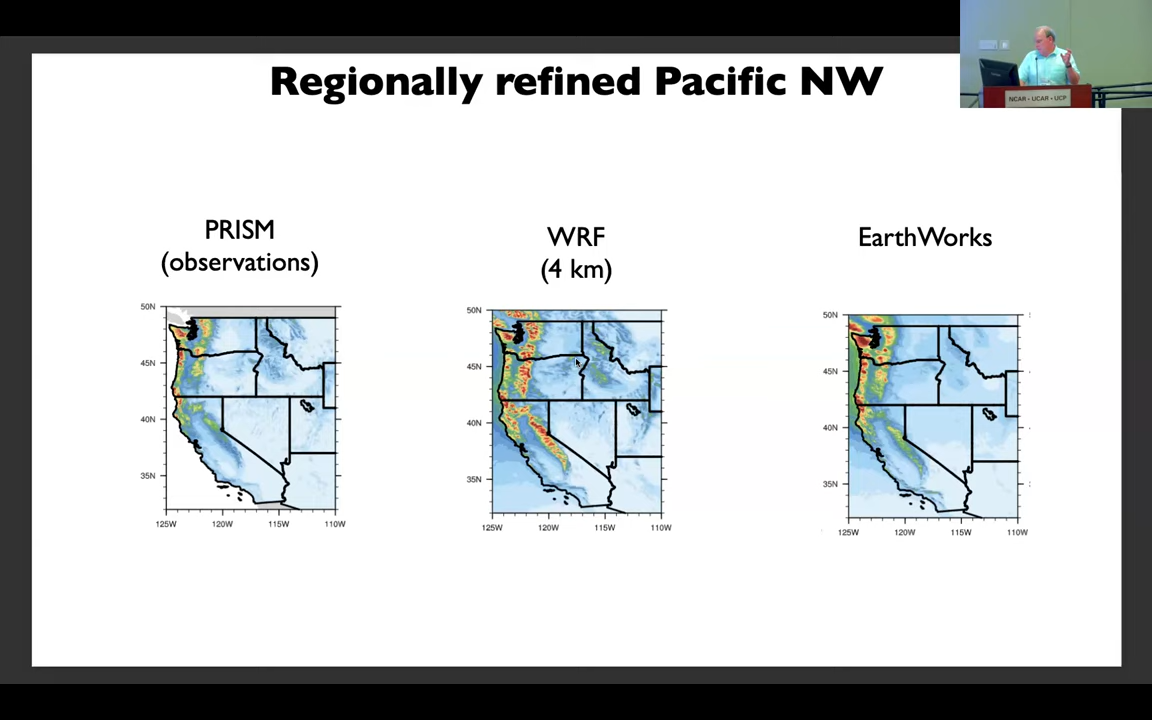 Regionally refined Pacific NW
NCAR • UCAR • UCP
PRISM
(observations)
WRF
(4 km)
EarthWorks
50N
45N
40N
35N
125W 120W 115W 110W
50N
45N
40N
35N
125W 120W 115W 110W
50N
45N
40N
35N
125W 120W 115W 110W